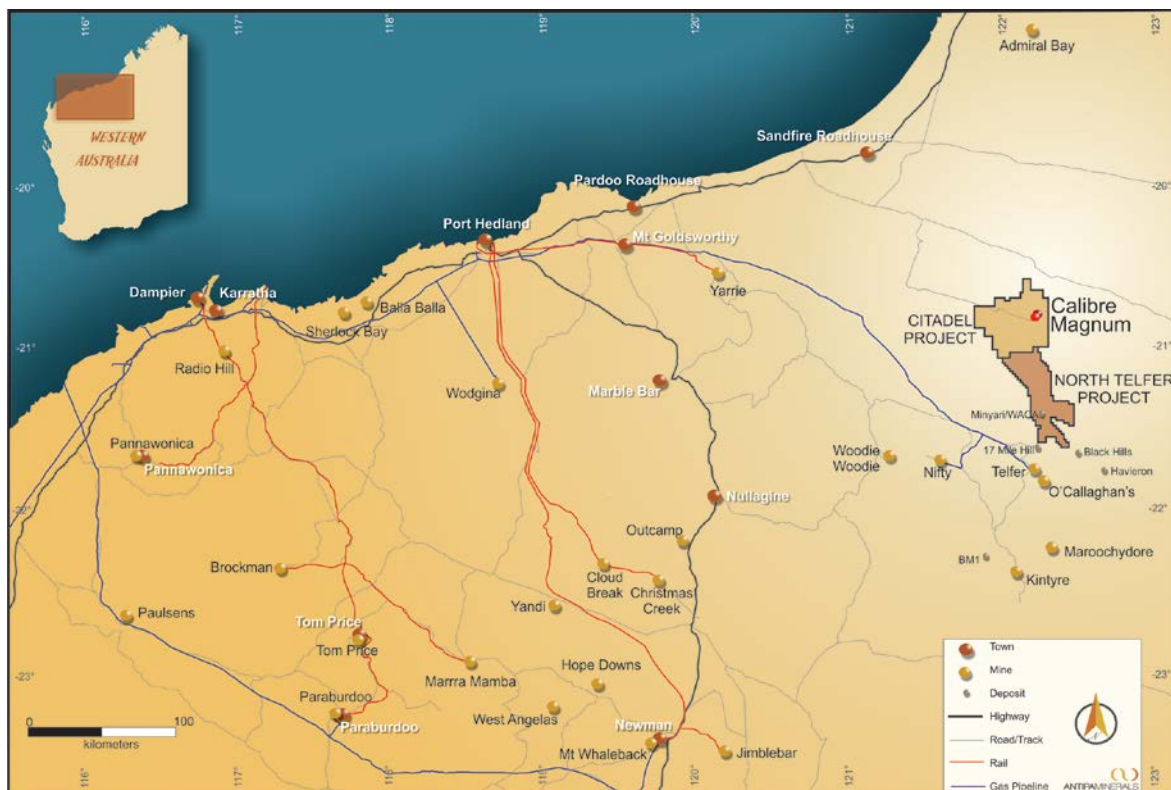 116°
117°
119°
120°
121°
122°
123°
Admiral Bay
WESTERN
AUSTRALIA
Sandfire Roadhouse
-20°
-20°
Pardoo Roadhouse
Port Hedland
Mt Goldsworthy
Yarrie
Dampier
Karratha
Balla Balla
Sherlock Bay
CITADEL
PROJECT
Calibre
Magnum
-21°
-21°
Radio Hill
Wodgina
Marble Bar
NORTH TELFER
PROJECT
Minyari/WACA
Pannawonica
Pannawonica
Woodie
Woodie
Nifty
17 Mile Hill
Black Hills
Telfer
Havieron
O'Callaghan's
Nullagine
-22°
-22°
Outcamp
Maroochydore
BM1
Kintyre
Brockman
Cloud
Break
Christmas
Creek
Yandi
Paulsens
Tom Price
Tom Price
Marrra Mamba
Hope Downs
-23°
-23°
Paraburdoo
Paraburdoo
West Angelas
Newman
Mt Whaleback
Jimblebar
0
100
kilometers
Town
Mine
Deposit
Highway
Road/Track
Rail
Gas Pipeline
N
ANTIPAMINERALS
116°
117°
119°
120°
121°
123°